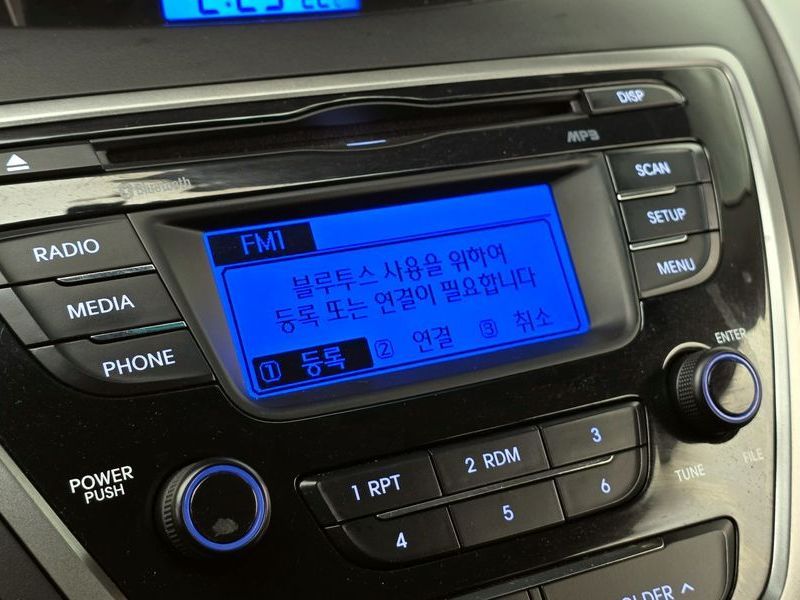 DISP
MP3
Bluetooth
SCAN
RADIO
FM1
SETUP
블루투스 사용을 위하여
등록 또는 연결이 필요합니다
MEDIA
MENU
PHONE
1 등록 2 연결 3 취소
ENTER
POWER
PUSH
1 RPT
2 RDM
3
TUNE
FILE
4
5
6